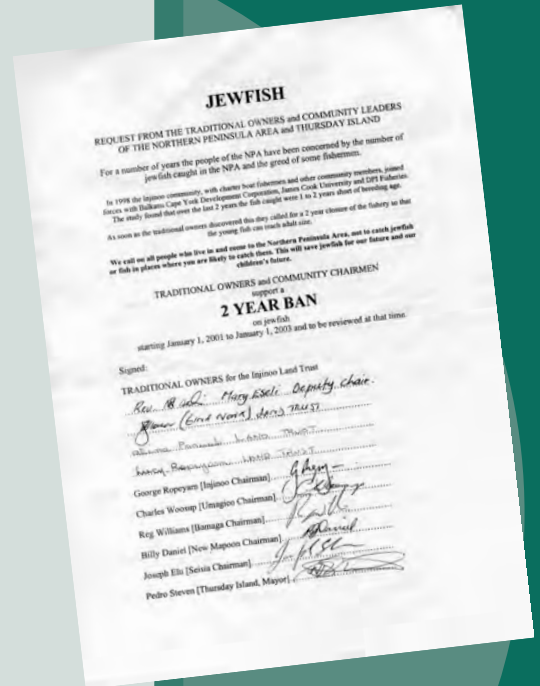 JEWFISH
REQUEST FROM THE TRADITIONAL OWNERS and COMMUNITY LEADERS
OF THE NORTHERN PENINSULA AREA and THURSDAY ISLAND
For a number of years the people of the NPA have been concerned by the number of
jewfish caught in the NPA and the greed of some fishermen.
In 1998 the Injinoo community, with charter boat fishermen and other community members, joined
forces with Balkanu Cape York Development Corporation, James Cook University and DPI Fisheries.
The study found that over the last 2 years the fish caught were 1 to 2 years short of breeding age.
As soon as the traditional owners discovered this they called for a 2 year closure of the fishery so that
the young fish can reach adult size.
We call on all people who live in and come to the Northern Peninsula Area, not to catch jewfish
or fish in places where you are likely to catch them. This will save jewfish for our future and our
children's future.
TRADITIONAL OWNERS and COMMUNITY CHAIRMEN
support a
2 YEAR BAN
on jewfish
starting January 1, 2001 to January 1, 2003 and to be reviewed at that time.
Signed:
TRADITIONAL OWNERS for the Injinoo Land Trust
Rev. Mary Eseli Deputy chair.
LAND TRUST
LAND TRUST
LAND TRUST
George Ropeyarn [Injinoo Chairman]
Charles Woosup [Umagico Chairman]
Reg Williams [Bamaga Chairman]
Billy Daniel [New Mapoon Chairman] Daniel
Joseph Elu [Seisia Chairman]
Pedro Steven [Thursday Island, Mayor]